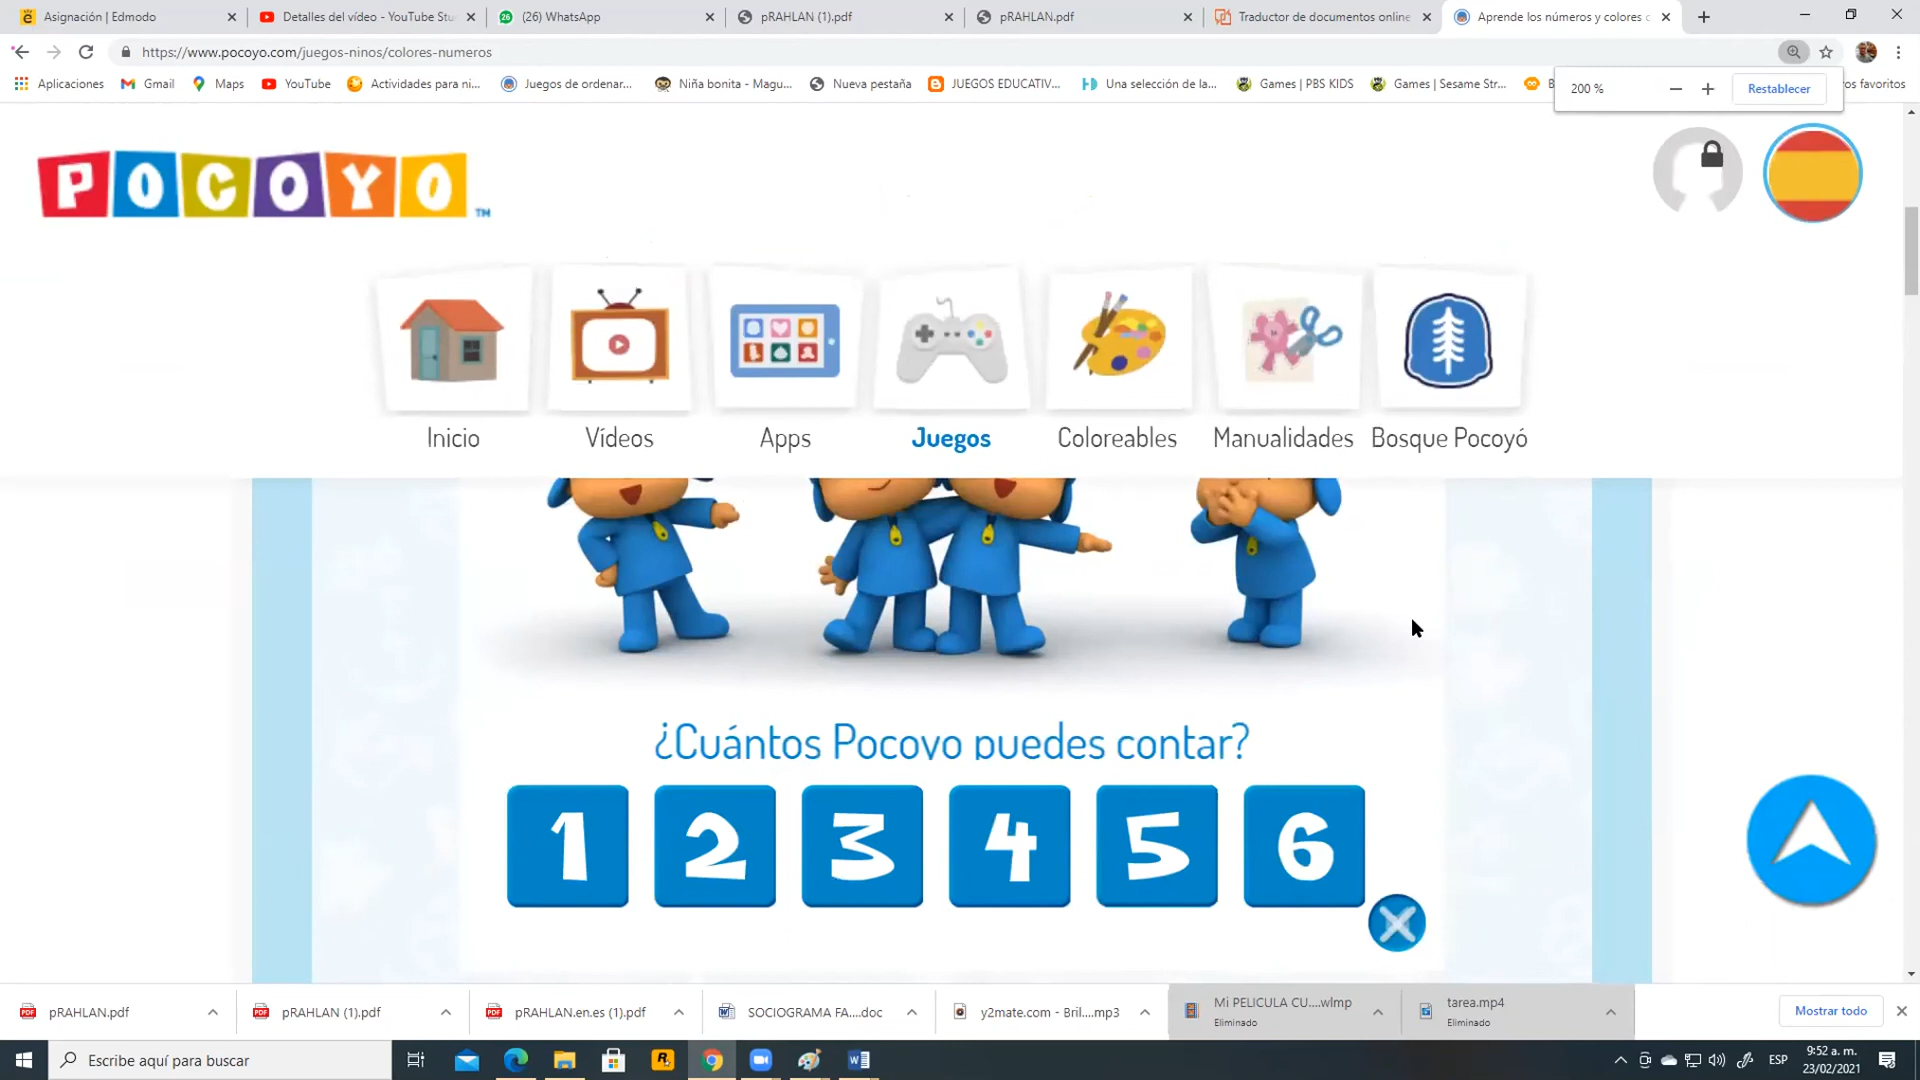 Asignación | Edmodo
Detalles del vídeo - YouTube Stu
(26) WhatsApp
pRAHLAN (1).pdf
pRAHLAN.pdf
Traductor de documentos online
Aprende los números y colores c
https://www.pocoyo.com/juegos-ninos/colores-numeros
Aplicaciones
Gmail
Maps
YouTube
Actividades para ni...
Juegos de ordenar...
Niña bonita - Magu...
Nueva pestaña
JUEGOS EDUCATIV...
Una selección de la...
Games | PBS KIDS
Games | Sesame Str...
os favoritos
200 %
Restablecer
POCOYO™
Inicio
Vídeos
Apps
Juegos
Coloreables
Manualidades
Bosque Pocoyó
¿Cuántos Pocoyo puedes contar?
1 2 3 4 5 6
pRAHLAN.pdf
pRAHLAN (1).pdf
pRAHLAN.en.es (1).pdf
SOCIOGRAMA FA....doc
y2mate.com - Bril....mp3
Mi PELICULA CU....wlmp
Eliminado
tarea.mp4
Eliminado
Mostrar todo
Escribe aquí para buscar
ESP
9:52 a. m.
23/02/2021